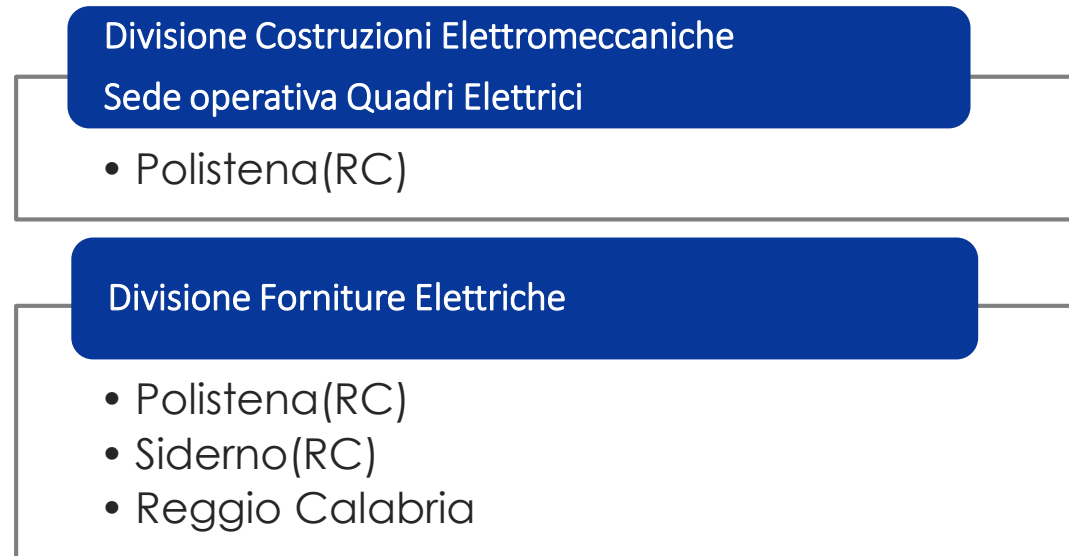 Divisione Costruzioni Elettromeccaniche
Sede operativa Quadri Elettrici
• Polistena(RC)
Divisione Forniture Elettriche
• Polistena(RC)
• Siderno(RC)
• Reggio Calabria